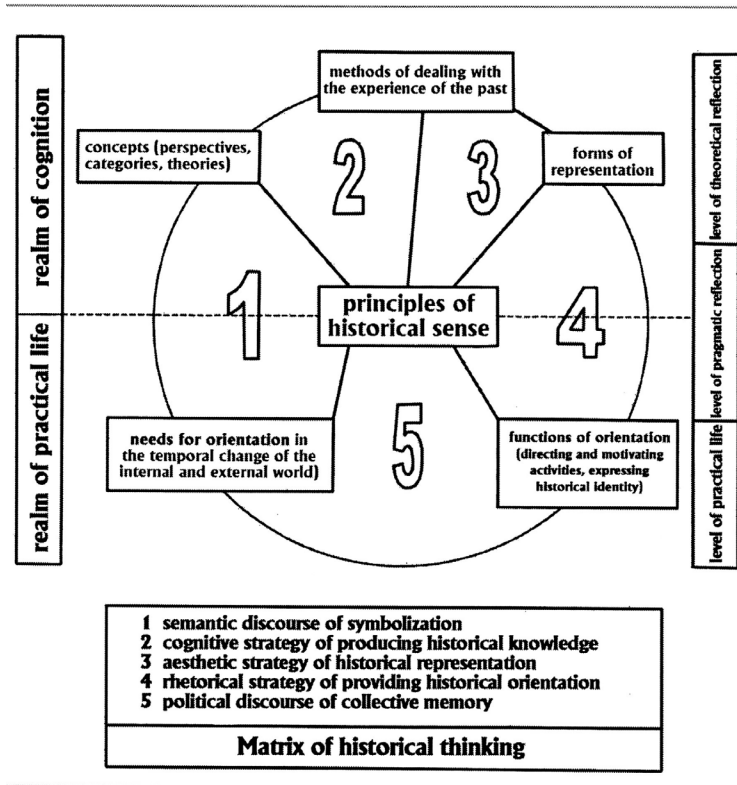 methods of dealing with
the experience of the past
concepts (perspectives,
categories, theories)
2
3
forms of
representation
realm of cognition
level of theoretical reflection
1
principles of
historical sense
4
level of pragmatic reflection
realm of practical life
needs for orientation in
the temporal change of the
internal and external world)
5
functions of orientation
(directing and motivating
activities, expressing
historical identity)
level of practical life
1 semantic discourse of symbolization
2 cognitive strategy of producing historical knowledge
3 aesthetic strategy of historical representation
4 rhetorical strategy of providing historical orientation
5 political discourse of collective memory
Matrix of historical thinking